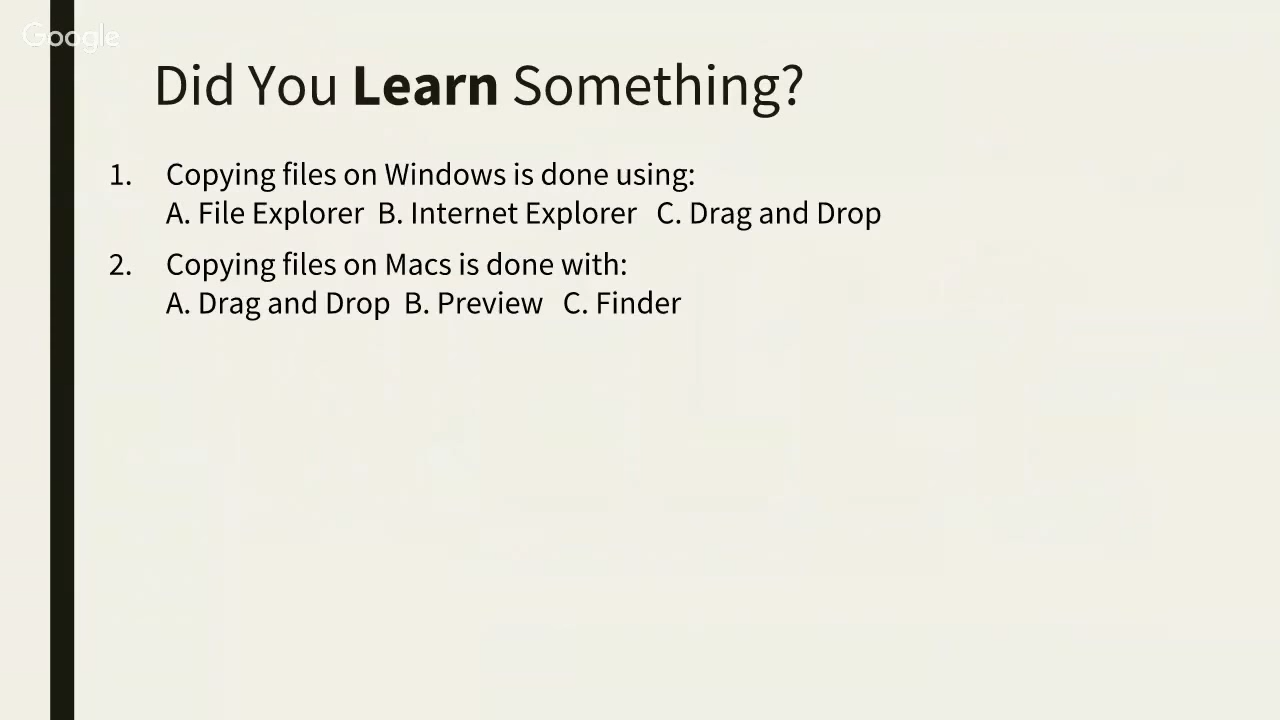 Google
Did You Learn Something?
1. Copying files on Windows is done using:
A. File Explorer B. Internet Explorer C. Drag and Drop
2. Copying files on Macs is done with:
A. Drag and Drop B. Preview C. Finder